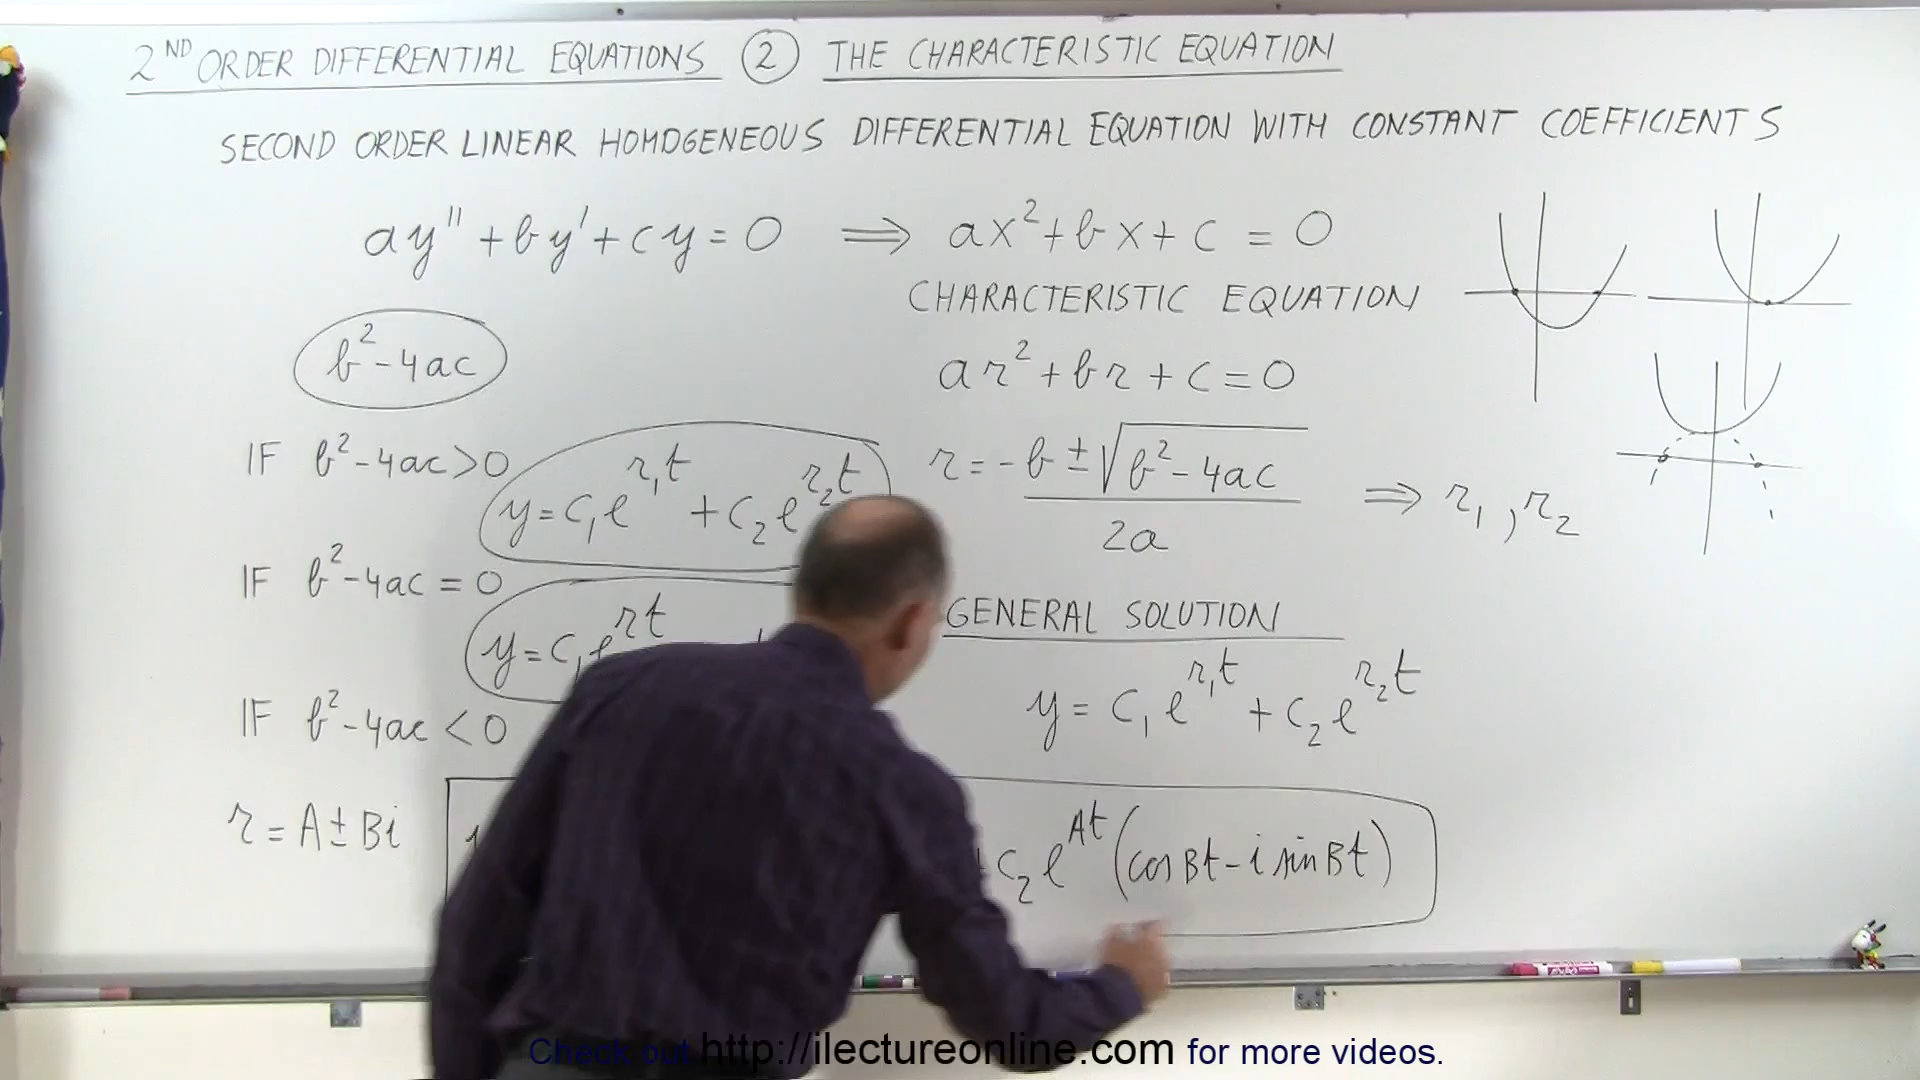 2ND ORDER DIFFERENTIAL EQUATIONS ② THE CHARACTERISTIC EQUATION
SECOND ORDER LINEAR HOMOGENEOUS DIFFERENTIAL EQUATION WITH CONSTANT COEFFICIENTS
ay'' + by' + cy = 0 ⇒ ax² + bx + c = 0
CHARACTERISTIC EQUATION
b² - 4ac
ar² + br + c = 0
IF b² - 4ac > 0
y = c₁e^r₁t + c₂e^r₂t
r = -b ± √b² - 4ac / 2a ⇒ r₁, r₂
IF b² - 4ac = 0
y = c₁e^rt
GENERAL SOLUTION
y = c₁e^r₁t + c₂e^r₂t
IF b² - 4ac < 0
r = A ± Bi
+ c₂e^At (cos Bt - i sin Bt)
Check out http://ilectureonline.com for more videos.